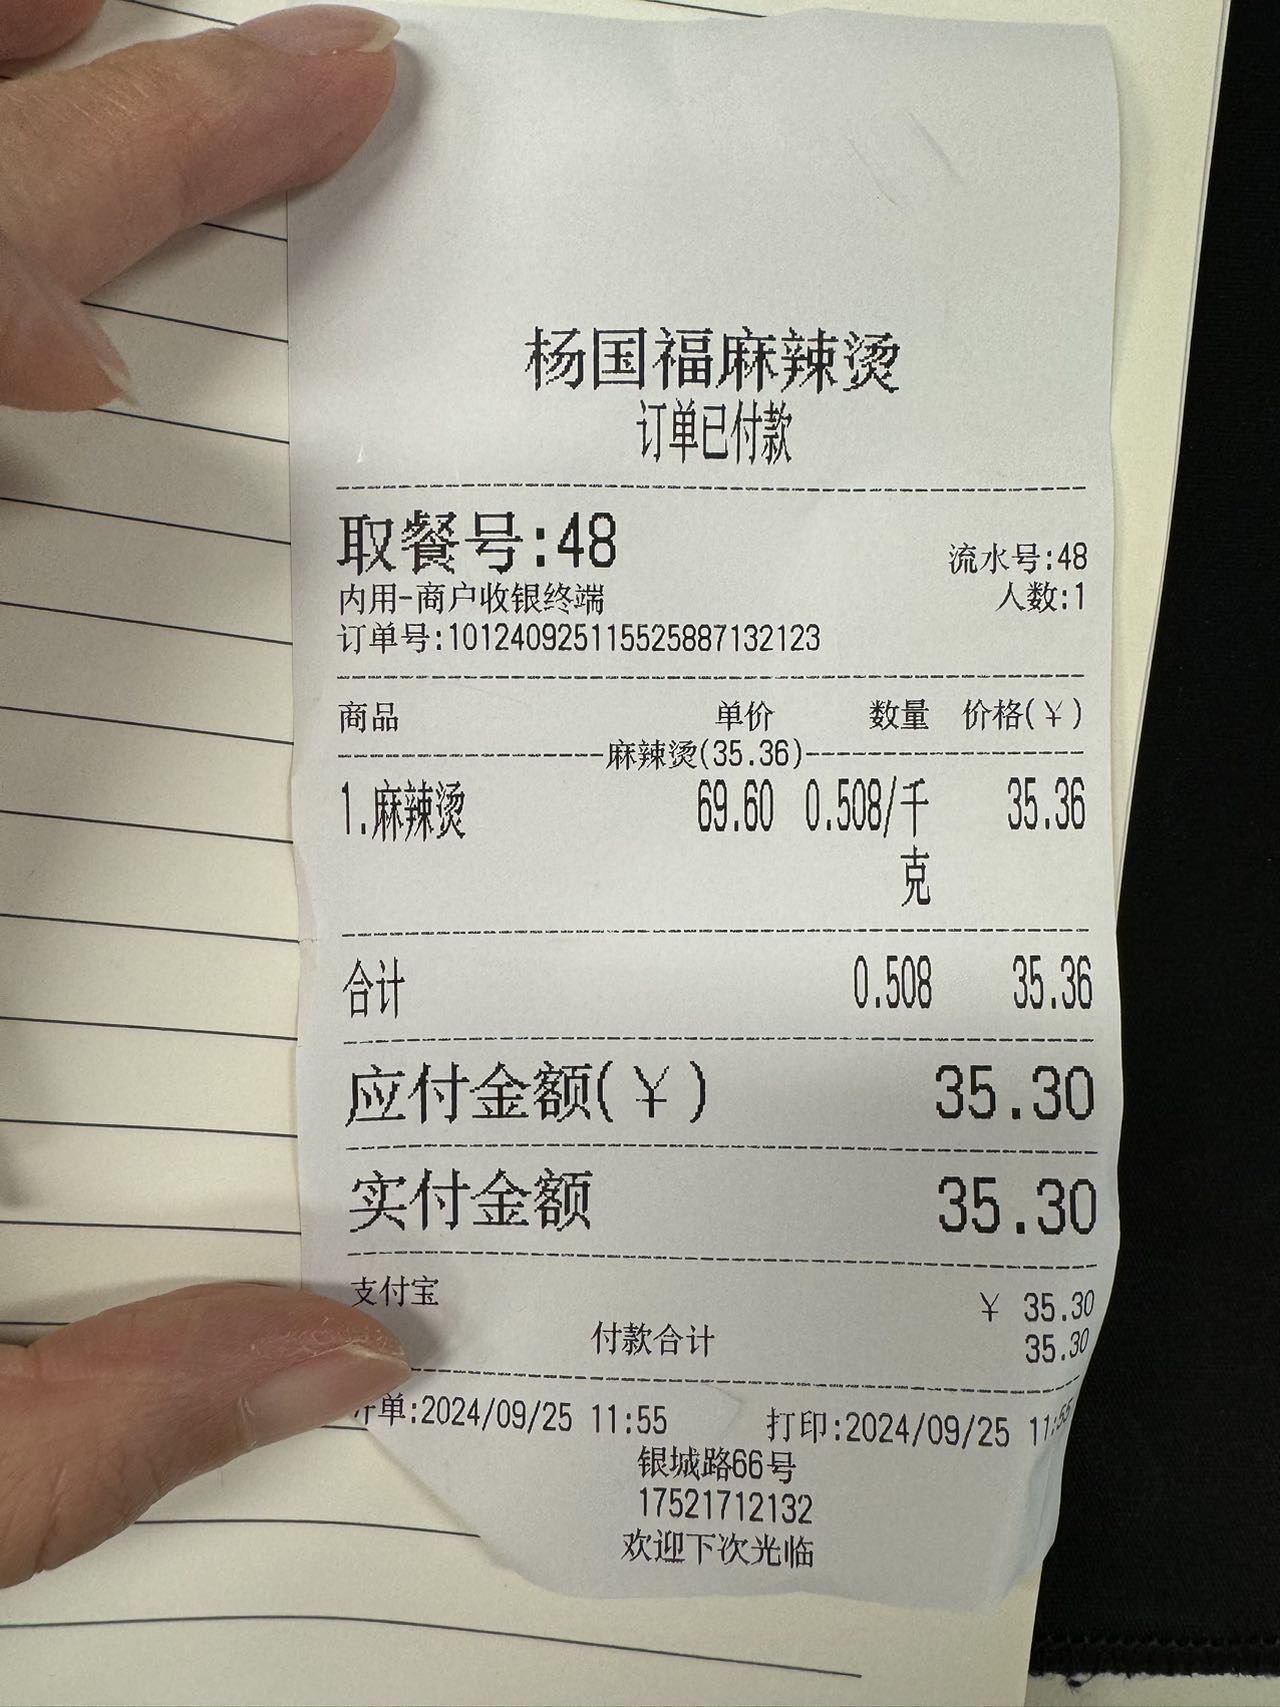 杨国福麻辣烫
订单已付款
取餐号:48
流水号:48
内用-商户收银终端 人数:1
订单号:101240925115525887132123
商品 单价 数量 价格(¥)
麻辣烫(35.36)
1.麻辣烫 69.60 0.508/千 35.36
克
合计 0.508 35.36
应付金额(¥) 35.30
实付金额 35.30
支付宝 ¥ 35.30
付款合计 35.30
单:2024/09/25 11:55 打印:2024/09/25 11:55
银城路66号
17521712132
欢迎下次光临